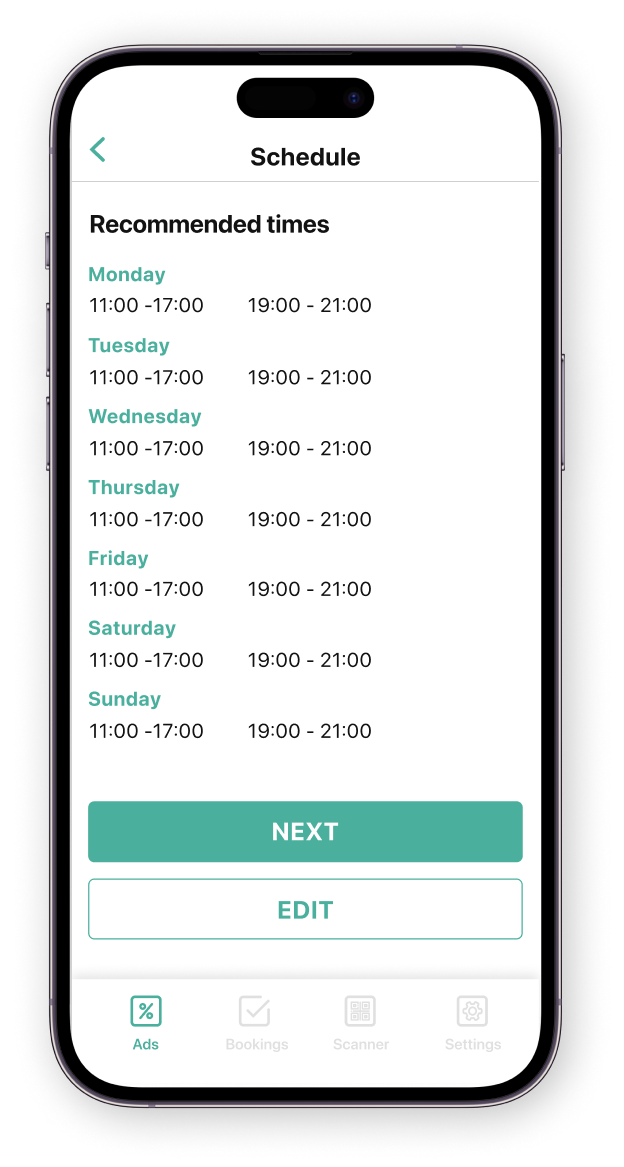 Schedule
Recommended times
Monday
11:00 -17:00 19:00 - 21:00
Tuesday
11:00 -17:00 19:00 - 21:00
Wednesday
11:00 -17:00 19:00 - 21:00
Thursday
11:00 -17:00 19:00 - 21:00
Friday
11:00 -17:00 19:00 - 21:00
Saturday
11:00 -17:00 19:00 - 21:00
Sunday
11:00 -17:00 19:00 - 21:00
NEXT
EDIT
Ads Bookings Scanner Settings